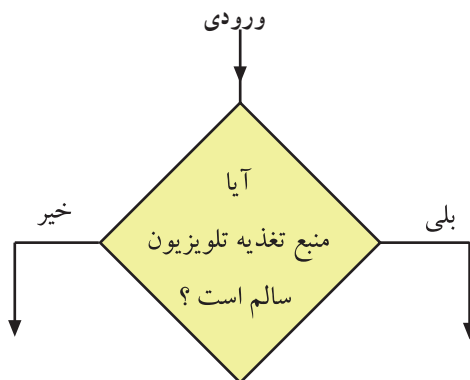 ورودی
آیا
منبع تغذیه تلویزیون
سالم است ؟
بلی
خیر